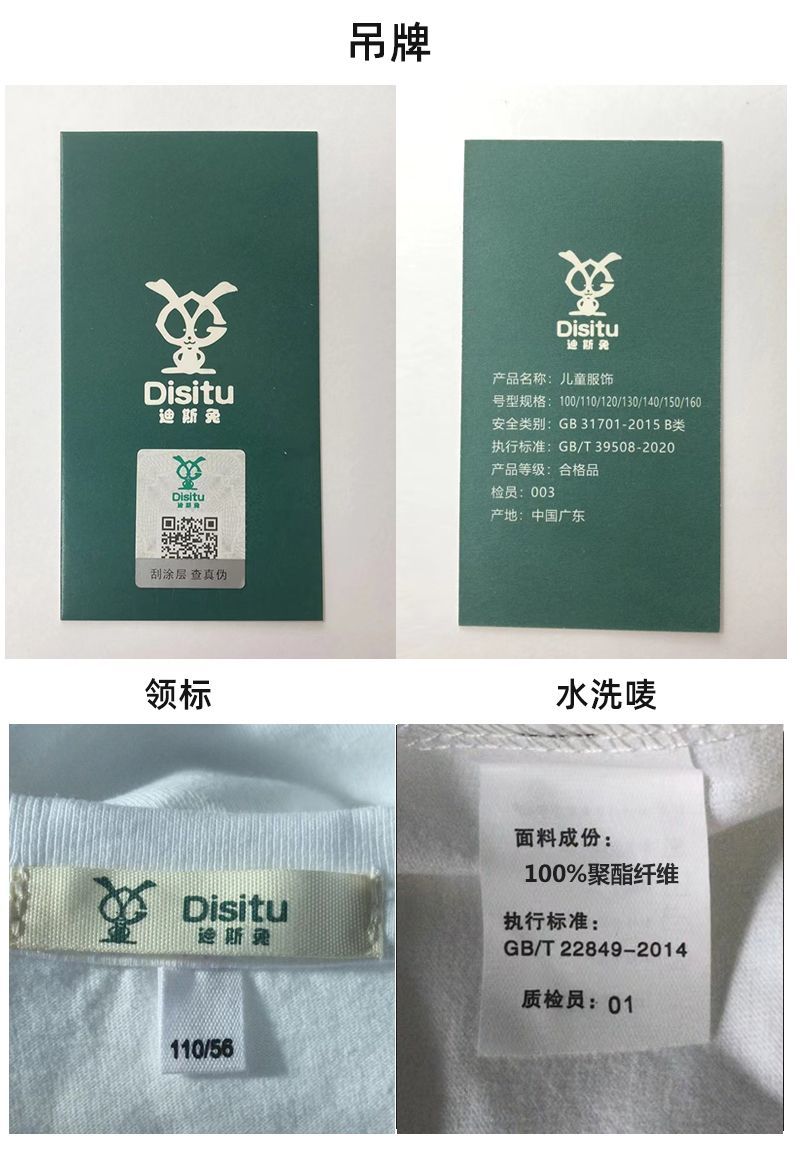 吊牌
Disitu
迪斯兔
Disitu
迪斯兔
刮涂层 查真伪
Disitu
迪斯兔
产品名称：儿童服饰
号型规格：100/110/120/130/140/150/160
安全类别：GB 31701-2015 B类
执行标准：GB/T 39508-2020
产品等级：合格品
检员：003
产地：中国广东
领标
水洗唛
Disitu
迪斯兔
110/56
面料成份：
100%聚酯纤维
执行标准：
GB/T 22849-2014
质检员：01